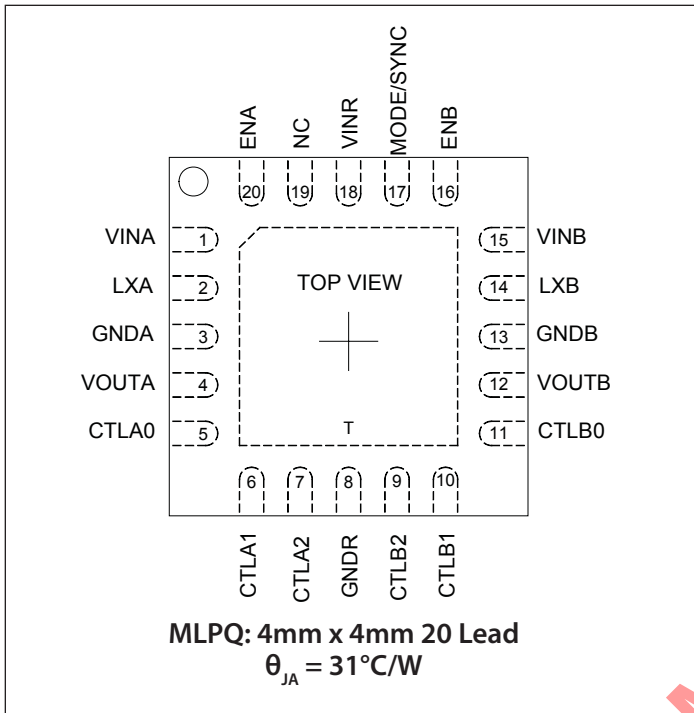 ENA
NC
VINR
MODE/SYNC
ENB
20
19
18
17
16
VINA 1
15 VINB
LXA 2
TOP VIEW
14 LXB
GNDA 3
13 GNDB
VOUTA 4
12 VOUTB
CTLA0 5
T
11 CTLB0
6
7
8
9
10
CTLA1
CTLA2
GNDR
CTLB2
CTLB1
MLPQ: 4mm x 4mm 20 Lead
θJA = 31°C/W